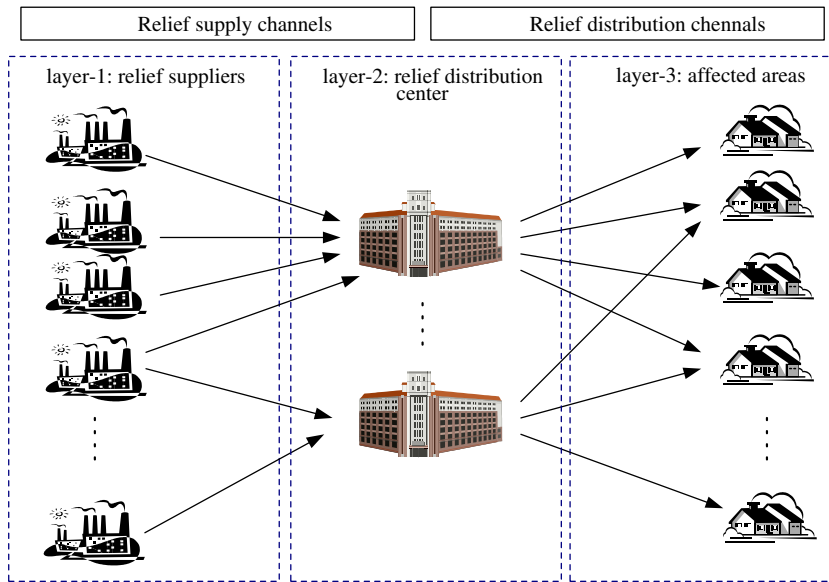 Relief supply channels
Relief distribution chennals
layer-1: relief suppliers
layer-2: relief distribution
center
layer-3: affected areas